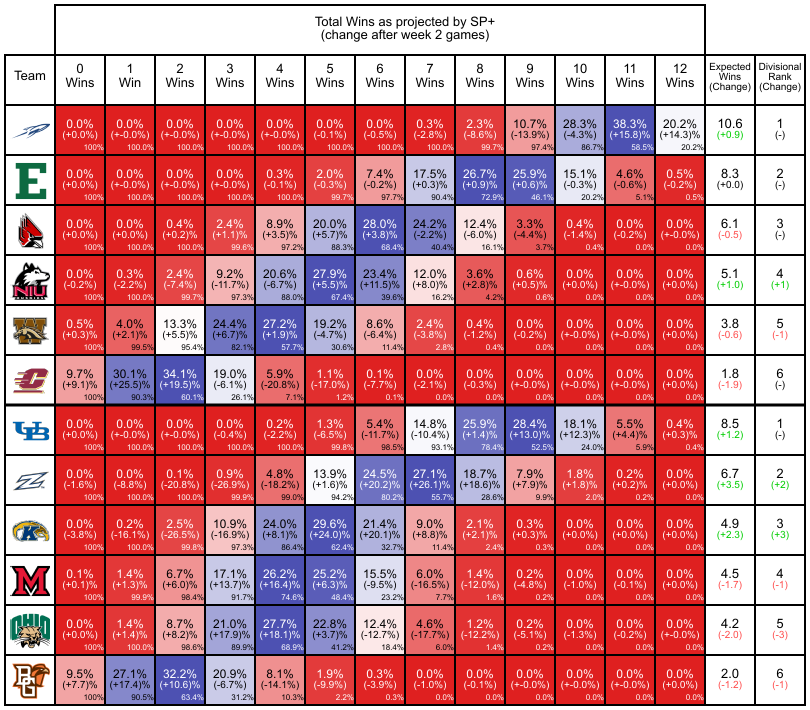 Total Wins as projected by SP+
(change after week 2 games)
Team 0 Wins 1 Win 2 Wins 3 Wins 4 Wins 5 Wins 6 Wins 7 Wins 8 Wins 9 Wins 10 Wins 11 Wins 12 Wins Expected Wins (Change) Divisional Rank (Change)
0.0% 0.0% 0.0% 0.0% 0.0% 0.0% 0.0% 0.3% 2.3% 10.7% 28.3% 38.3% 20.2% 10.6 1
(+0.0%) (+-0.0%) (+-0.0%) (+-0.0%) (+-0.0%) (-0.1%) (-0.5%) (-2.8%) (-8.6%) (-13.9%) (-4.3%) (+15.8)% (+14.3)% (+0.9) (-)
100% 100.0% 100.0% 100.0% 100.0% 100.0% 100.0% 100.0% 99.7% 97.4% 86.7% 58.5% 20.2%
E 0.0% 0.0% 0.0% 0.0% 0.3% 2.0% 7.4% 17.5% 26.7% 25.9% 15.1% 4.6% 0.5% 8.3 2
(+0.0%) (+-0.0%) (+-0.0%) (+-0.0%) (-0.1%) (-0.3%) (-0.2%) (+0.3)% (+0.9)% (+0.6)% (-0.3%) (-0.6%) (-0.2%) (+0.0) (-)
100% 100.0% 100.0% 100.0% 100.0% 99.7% 97.7% 90.4% 72.9% 46.1% 20.2% 5.1% 0.5%
0.0% 0.0% 0.4% 2.4% 8.9% 20.0% 28.0% 24.2% 12.4% 3.3% 0.4% 0.0% 0.0% 6.1 3
(+0.0%) (+0.0%) (+0.2)% (+1.1)% (+3.5)% (+5.7)% (+3.8)% (-2.2%) (-6.0%) (-4.4%) (-1.4%) (-0.2%) (+-0.0%) (-0.5) (-)
100% 100.0% 100.0% 99.6% 97.2% 88.3% 68.4% 40.4% 16.1% 3.7% 0.4% 0.0% 0.0%
NIU 0.0% 0.3% 2.4% 9.2% 20.6% 27.9% 23.4% 12.0% 3.6% 0.6% 0.0% 0.0% 0.0% 5.1 4
(-0.2%) (-2.2%) (-7.4%) (-11.7%) (-6.7%) (+5.5)% (+11.5)% (+8.0)% (+2.8)% (+0.5)% (+0.0%) (+0.0%) (+0.0%) (+1.0) (+1)
100% 100.0% 99.7% 97.3% 88.0% 67.4% 39.6% 16.2% 4.2% 0.6% 0.0% 0.0% 0.0%
W 0.5% 4.0% 13.3% 24.4% 27.2% 19.2% 8.6% 2.4% 0.4% 0.0% 0.0% 0.0% 0.0% 3.8 5
(+0.3)% (+2.1)% (+5.5)% (+6.7)% (+1.9)% (-4.7%) (-6.4%) (-3.8%) (-1.2%) (-0.2%) (+-0.0%) (+-0.0%) (+-0.0%) (-0.6) (-1)
100% 99.5% 95.4% 82.1% 57.7% 30.6% 11.4% 2.8% 0.4% 0.0% 0.0% 0.0% 0.0%
C 9.7% 30.1% 34.1% 19.0% 5.9% 1.1% 0.1% 0.0% 0.0% 0.0% 0.0% 0.0% 0.0% 1.8 6
(+9.1)% (+25.5)% (+19.5)% (-6.1%) (-20.8%) (-17.0%) (-7.7%) (-2.1%) (-0.3%) (+-0.0%) (+-0.0%) (+-0.0%) (+-0.0%) (-1.9) (-)
100% 90.3% 60.1% 26.1% 7.1% 1.2% 0.1% 0.0% 0.0% 0.0% 0.0% 0.0% 0.0%
UB 0.0% 0.0% 0.0% 0.0% 0.2% 1.3% 5.4% 14.8% 25.9% 28.4% 18.1% 5.5% 0.4% 8.5 1
(+0.0%) (+-0.0%) (+-0.0%) (-0.4%) (-2.2%) (-6.5%) (-11.7%) (-10.4%) (+1.4)% (+13.0)% (+12.3)% (+4.4)% (+0.3)% (+1.2) (-)
100% 100.0% 100.0% 100.0% 100.0% 99.8% 98.5% 93.1% 78.4% 52.5% 24.0% 5.9% 0.4%
0.0% 0.0% 0.1% 0.9% 4.8% 13.9% 24.5% 27.1% 18.7% 7.9% 1.8% 0.2% 0.0% 6.7 2
(-1.6%) (-8.8%) (-20.8%) (-26.9%) (-18.2%) (+1.6)% (+20.2)% (+26.1)% (+18.6)% (+7.9)% (+1.8)% (+0.2)% (+0.0%) (+3.5) (+2)
100% 100.0% 100.0% 99.9% 99.0% 94.2% 80.2% 55.7% 28.6% 9.9% 2.0% 0.2% 0.0%
K 0.0% 0.2% 2.5% 10.9% 24.0% 29.6% 21.4% 9.0% 2.1% 0.3% 0.0% 0.0% 0.0% 4.9 3
(-3.8%) (-16.1%) (-26.5%) (-16.9%) (+8.1)% (+24.0)% (+20.1)% (+8.8)% (+2.1)% (+0.3)% (+0.0%) (+0.0%) (+0.0%) (+2.3) (+3)
100% 100.0% 99.8% 97.3% 86.4% 62.4% 32.7% 11.4% 2.4% 0.3% 0.0% 0.0% 0.0%
M 0.1% 1.4% 6.7% 17.1% 26.2% 25.2% 15.5% 6.0% 1.4% 0.2% 0.0% 0.0% 0.0% 4.5 4
(+0.1)% (+1.3)% (+6.0)% (+13.7)% (+16.4)% (+6.3)% (-9.5%) (-16.5%) (-12.0%) (-4.8%) (-1.0%) (-0.1%) (+-0.0%) (-1.7) (-1)
100% 99.9% 98.4% 91.7% 74.6% 48.4% 23.2% 7.7% 1.6% 0.2% 0.0% 0.0% 0.0%
OHIO 0.0% 1.4% 8.7% 21.0% 27.7% 22.8% 12.4% 4.6% 1.2% 0.2% 0.0% 0.0% 0.0% 4.2 5
(+0.0%) (+1.4)% (+8.2)% (+17.9)% (+18.1)% (+3.7)% (-12.7%) (-17.7%) (-12.2%) (-5.1%) (-1.3%) (-0.2%) (+-0.0%) (-2.0) (-3)
100% 100.0% 98.6% 89.9% 68.9% 41.2% 18.4% 6.0% 1.4% 0.2% 0.0% 0.0% 0.0%
BG 9.5% 27.1% 32.2% 20.9% 8.1% 1.9% 0.3% 0.0% 0.0% 0.0% 0.0% 0.0% 0.0% 2.0 6
(+7.7)% (+17.4)% (+10.6)% (-6.7%) (-14.1%) (-9.9%) (-3.9%) (-1.0%) (-0.1%) (+-0.0%) (+-0.0%) (+-0.0%) (+-0.0%) (-1.2) (-1)
100% 90.5% 63.4% 31.2% 10.3% 2.2% 0.3% 0.0% 0.0% 0.0% 0.0% 0.0% 0.0%